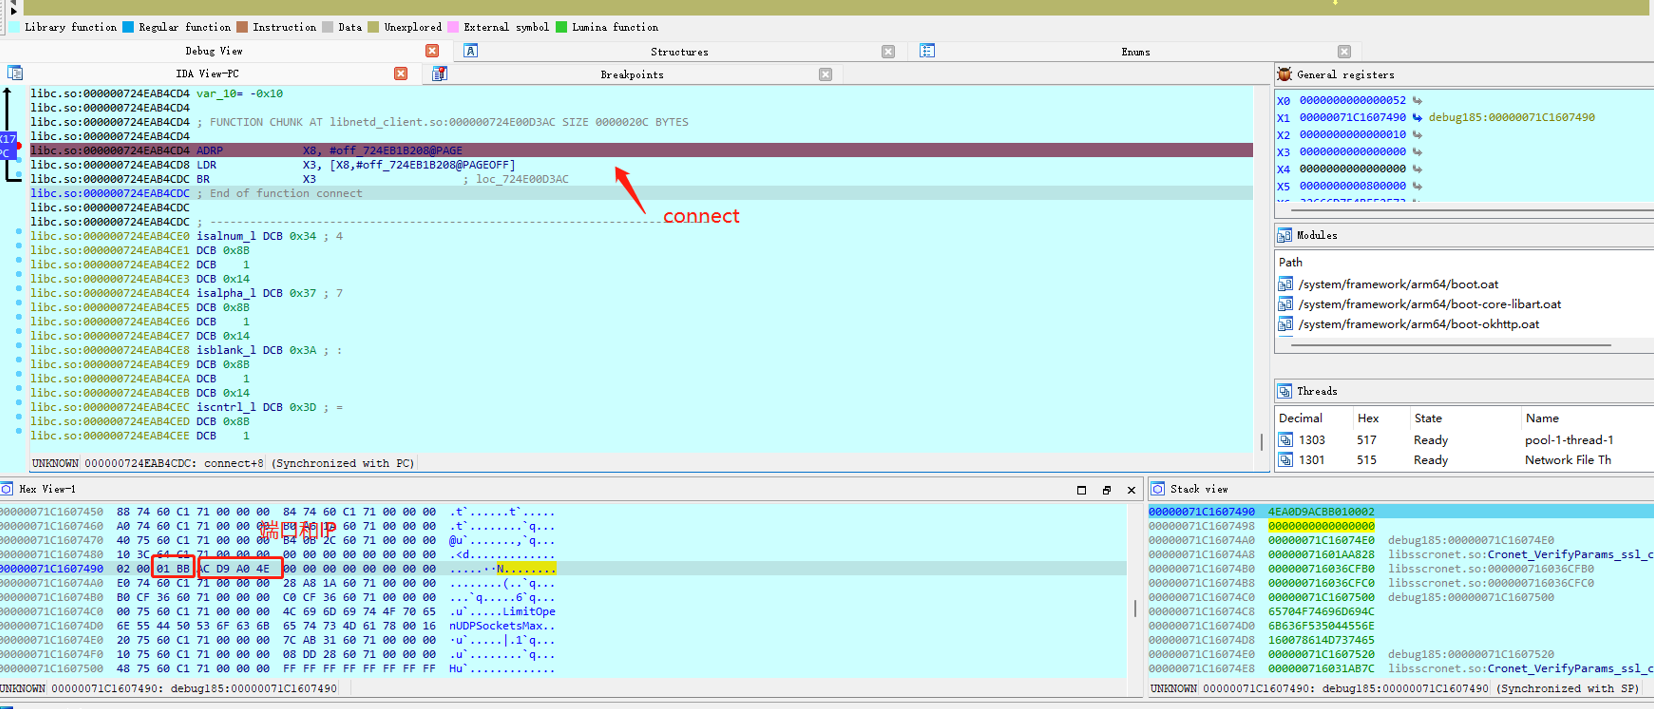 Library function Regular function Instruction Data Unexplored External symbol Lumina function
Debug View Structures Enums
IDA View-PC Breakpoints
X17
PC
libc.so:000000724EAB4CD4 var_10= -0x10
libc.so:000000724EAB4CD4
libc.so:000000724EAB4CD4 ; FUNCTION CHUNK AT libnetd_client.so:000000724E00D3AC SIZE 0000020C BYTES
libc.so:000000724EAB4CD4
libc.so:000000724EAB4CD4 ADRP X8, #off_724EB1B208@PAGE
libc.so:000000724EAB4CD8 LDR X3, [X8,#off_724EB1B208@PAGEOFF]
libc.so:000000724EAB4CDC BR X3 ; loc_724E00D3AC
libc.so:000000724EAB4CDC ; End of function connect
libc.so:000000724EAB4CDC
libc.so:000000724EAB4CDC ; ---------------------------------------------------------------------------
connect
libc.so:000000724EAB4CE0 isalnum_l DCB 0x34 ; 4
libc.so:000000724EAB4CE1 DCB 0x8B
libc.so:000000724EAB4CE2 DCB 1
libc.so:000000724EAB4CE3 DCB 0x14
libc.so:000000724EAB4CE4 isalpha_l DCB 0x37 ; 7
libc.so:000000724EAB4CE5 DCB 0x8B
libc.so:000000724EAB4CE6 DCB 1
libc.so:000000724EAB4CE7 DCB 0x14
libc.so:000000724EAB4CE8 isblank_l DCB 0x3A ; :
libc.so:000000724EAB4CE9 DCB 0x8B
libc.so:000000724EAB4CEA DCB 1
libc.so:000000724EAB4CEB DCB 0x14
libc.so:000000724EAB4CEC iscntrl_l DCB 0x3D ; =
libc.so:000000724EAB4CED DCB 0x8B
libc.so:000000724EAB4CEE DCB 1
UNKNOWN 000000724EAB4CDC: connect+8 (Synchronized with PC)
General registers
X0 0000000000000052
X1 00000071C1607490 debug185:00000071C1607490
X2 0000000000000010
X3 0000000000000000
X4 0000000000000000
X5 0000000000800000
Modules
Path
/system/framework/arm64/boot.oat
/system/framework/arm64/boot-core-libart.oat
/system/framework/arm64/boot-okhttp.oat
Threads
Decimal Hex State Name
1303 517 Ready pool-1-thread-1
1301 515 Ready Network File Th
Hex View-1
00000071C1607450 88 74 60 C1 71 00 00 00 84 74 60 C1 71 00 00 00 .t`......t`.....
00000071C1607460 A0 74 60 C1 71 00 00 00 60 71 00 00 00 .t`........`q...
端口和IP
00000071C1607470 40 75 60 C1 71 00 00 00 B4 0B 2C 60 71 00 00 00 @u`.......,`q...
00000071C1607480 10 3C 64 C1 71 00 00 00 00 00 00 00 00 00 00 00 .<d.............
00000071C1607490 02 00 01 BB AC D9 A0 4E 00 00 00 00 00 00 00 00 .....··N........
00000071C16074A0 E0 74 60 C1 71 00 00 00 28 A8 1A 60 71 00 00 00 ........(..`q...
00000071C16074B0 B0 CF 36 60 71 00 00 00 C0 CF 36 60 71 00 00 00 ...`q.....6`q...
00000071C16074C0 00 75 60 C1 71 00 00 00 4C 69 6D 69 74 4F 70 65 .u`.....LimitOpe
00000071C16074D0 6E 55 44 50 53 6F 63 6B 65 74 73 4D 61 78 00 16 nUDPSocketsMax..
00000071C16074E0 20 75 60 C1 71 00 00 00 7C AB 31 60 71 00 00 00 ·u`.....|.1`q...
00000071C16074F0 10 75 60 C1 71 00 00 00 08 DD 28 60 71 00 00 00 .u`.......(`q...
00000071C1607500 48 75 60 C1 71 00 00 00 FF FF FF FF FF FF FF FF Hu`.............
UNKNOWN 00000071C1607490: debug185:00000071C1607490
Stack view
00000071C1607490 4EA0D9ACBB010002
00000071C1607498 0000000000000000
00000071C16074A0 00000071C16074E0 debug185:00000071C16074E0
00000071C16074A8 00000071601AA828 libsscronet.so:Cronet_VerifyParams_ssl_c
00000071C16074B0 000000716036CFB0 debug185:00000071 6036CFB0
00000071C16074B8 000000716036CFC0
00000071C16074C0 00000071C1607500 debug185:00000071C1607500
00000071C16074C8 65704F74696D694C
00000071C16074D0 6B636F535044556E
00000071C16074D8 160078614D737465
00000071C16074E0 00000071C1607520 debug185:00000071C1607520
00000071C16074E8 000000716031AB7C libsscronet.so:Cronet_VerifyParams_ssl_c
UNKNOWN 00000071C1607490: debug185:00000071C1607490 (Synchronized with SP)